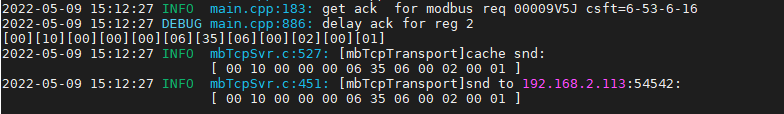 2022-05-09 15:12:27 INFO  main.cpp:183: get ack  for modbus req 00009V5J csft=6-53-6-16
2022-05-09 15:12:27 DEBUG main.cpp:886: delay ack for reg 2
[00][10][00][00][00][06][35][06][00][02][00][01]
2022-05-09 15:12:27 INFO  mbTcpSvr.c:527: [mbTcpTransport]cache snd:
[ 00 10 00 00 00 06 35 06 00 02 00 01 ]
2022-05-09 15:12:27 INFO  mbTcpSvr.c:451: [mbTcpTransport]snd to 192.168.2.113:54542:
[ 00 10 00 00 00 06 35 06 00 02 00 01 ]